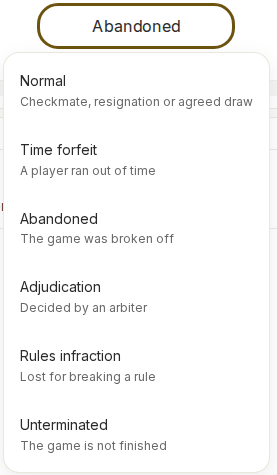 Abandoned
Normal
Checkmate, resignation or agreed draw
Time forfeit
A player ran out of time
Abandoned
The game was broken off
Adjudication
Decided by an arbiter
Rules infraction
Lost for breaking a rule
Unterminated
The game is not finished